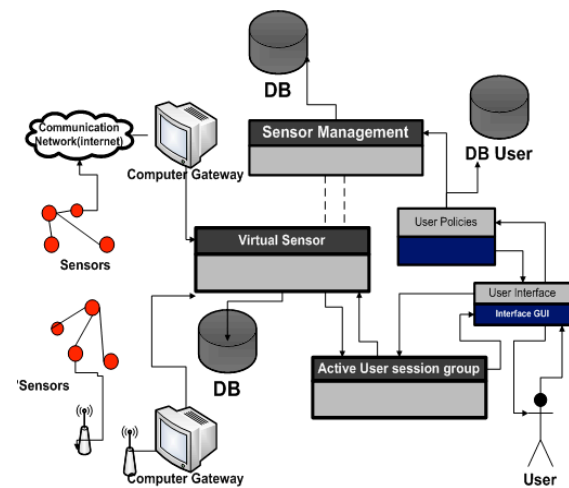 DB
Communication
Network(internet)
Sensor Management
DB User
Computer Gateway
User Policies
Virtual Sensor
Sensors
User Interface
Interface GUI
Active User session group
DB
'Sensors
Computer Gateway
User